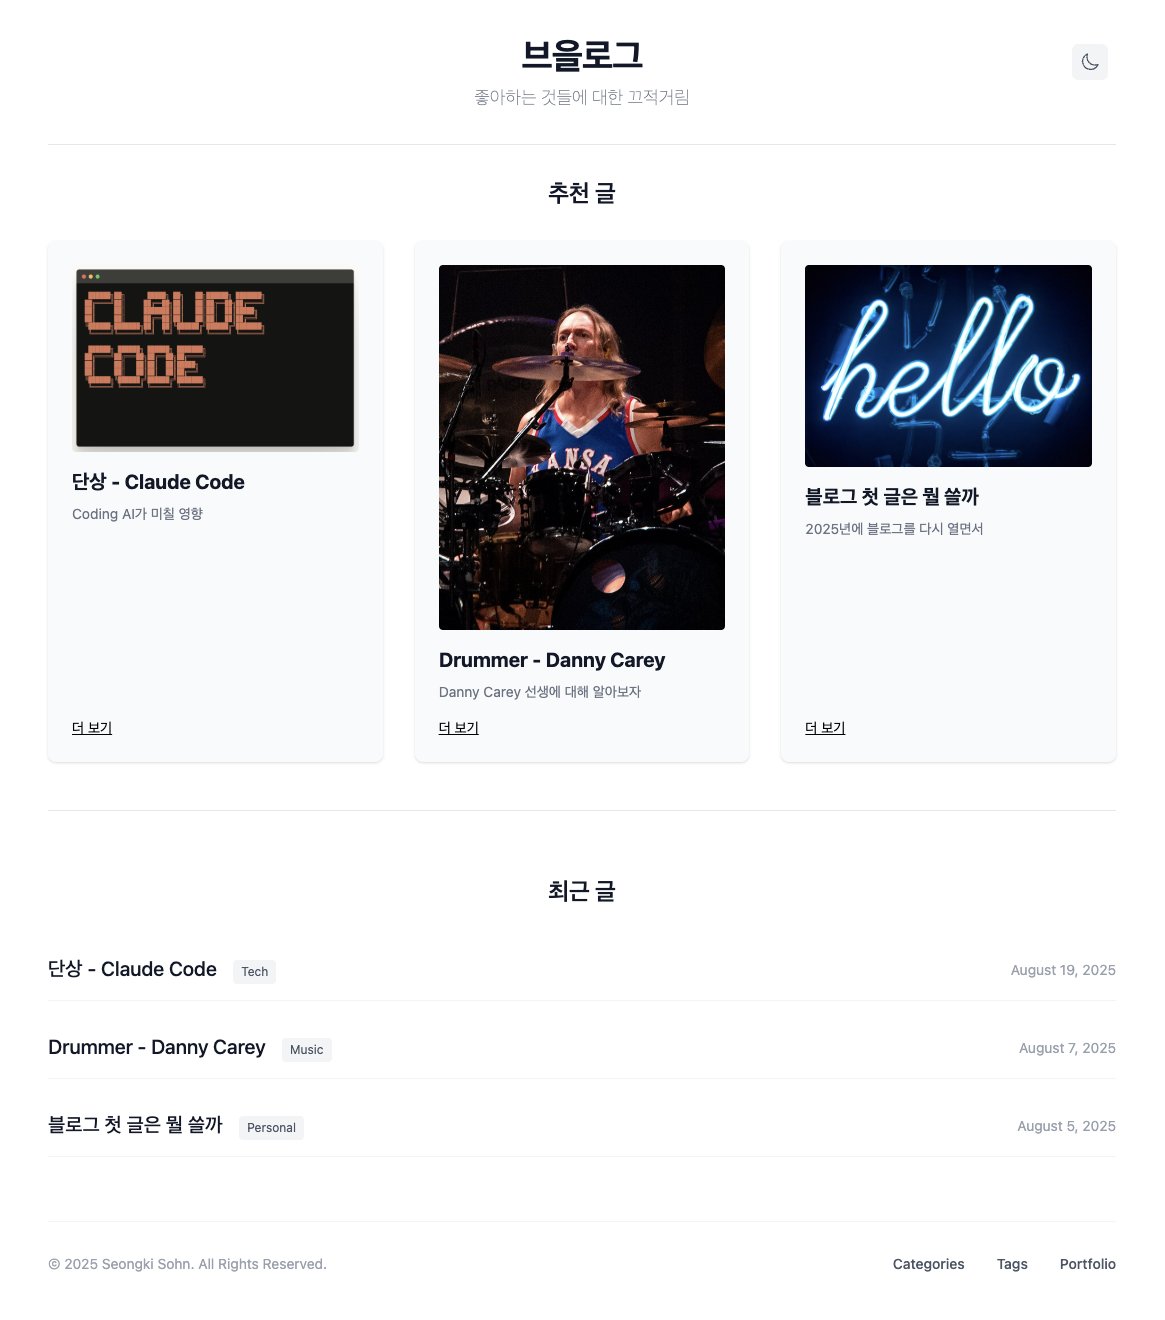 브을로그
좋아하는 것들에 대한 끄적거림
추천 글
CLAUDE
CODE
단상 - Claude Code
Coding AI가 미칠 영향
더 보기
KANSA
Drummer - Danny Carey
Danny Carey 선생에 대해 알아보자
더 보기
hello
블로그 첫 글은 뭘 쓸까
2025년에 블로그를 다시 열면서
더 보기
최근 글
단상 - Claude Code Tech August 19, 2025
Drummer - Danny Carey Music August 7, 2025
블로그 첫 글은 뭘 쓸까 Personal August 5, 2025
© 2025 Seongki Sohn. All Rights Reserved. Categories Tags Portfolio